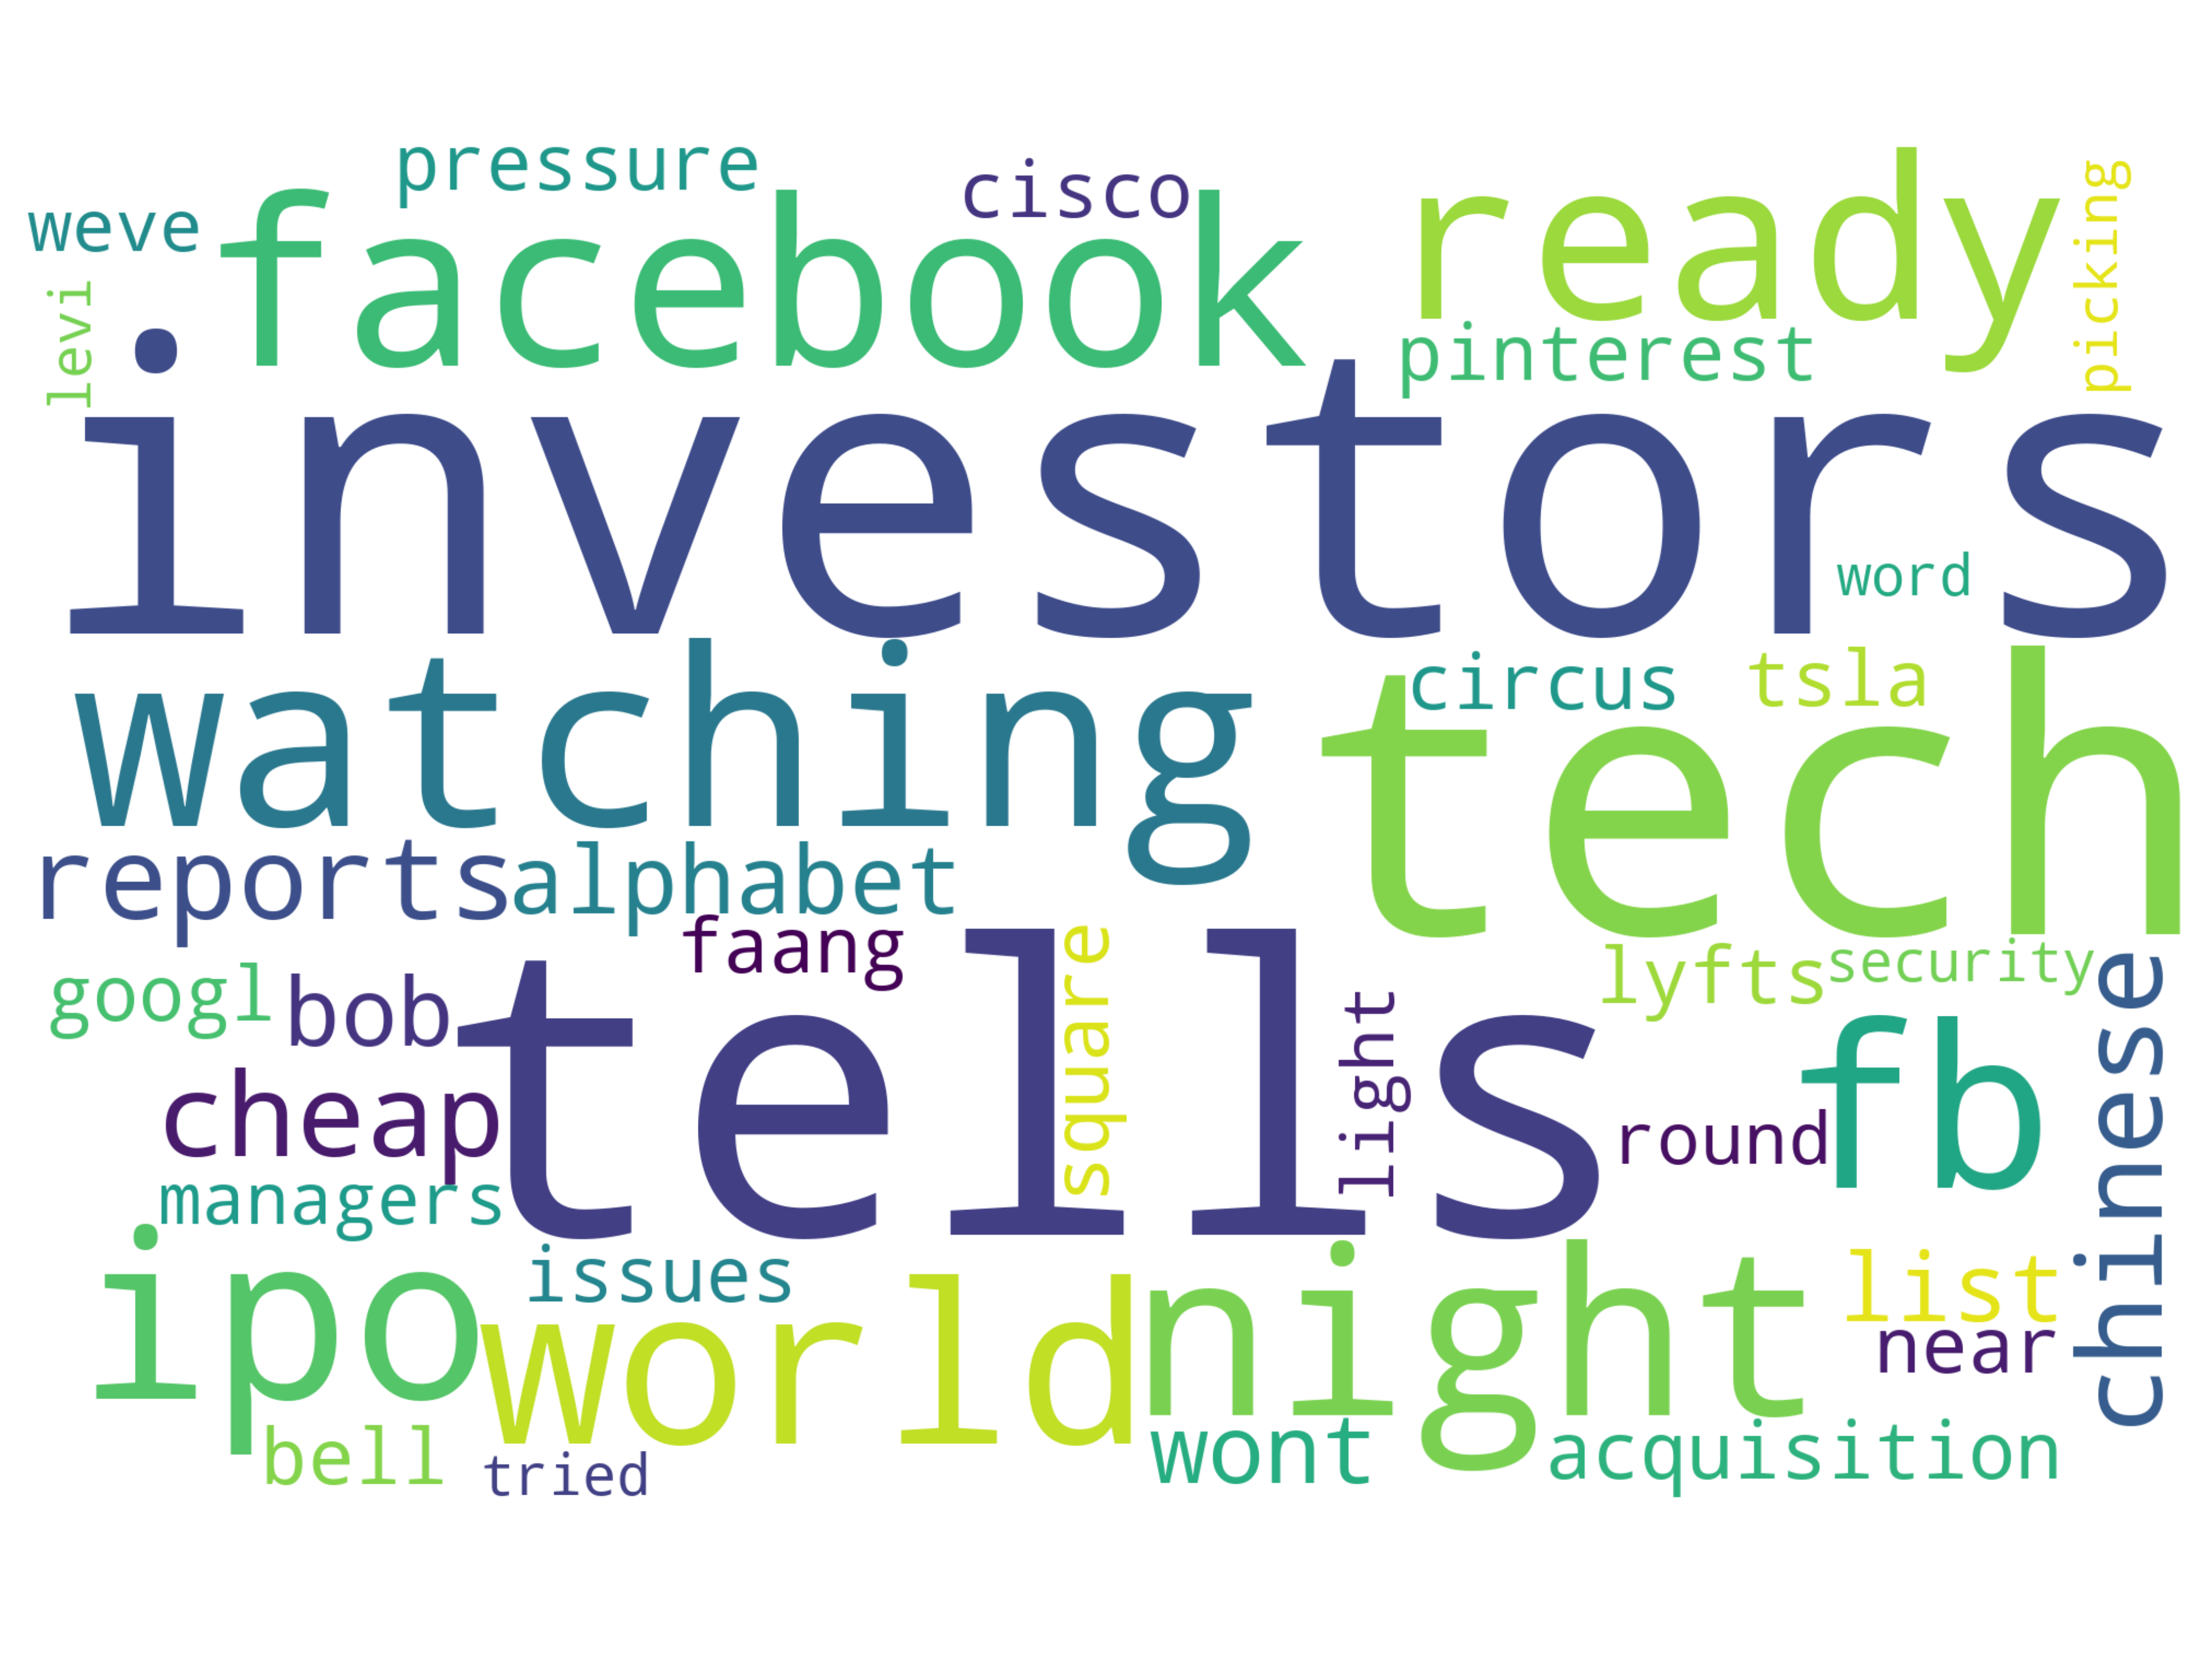 pressure
cisco
ready
picking
weve
facebook
levi
pinterest
investors
word
watching
circus
tsla
tech
reports
alphabet
faang
square
lyfts
security
googl
bob
tells
light
fb
chinese
cheap
round
managers
ipo
issues
world
night
list
near
bell
tried
wont
acquisition